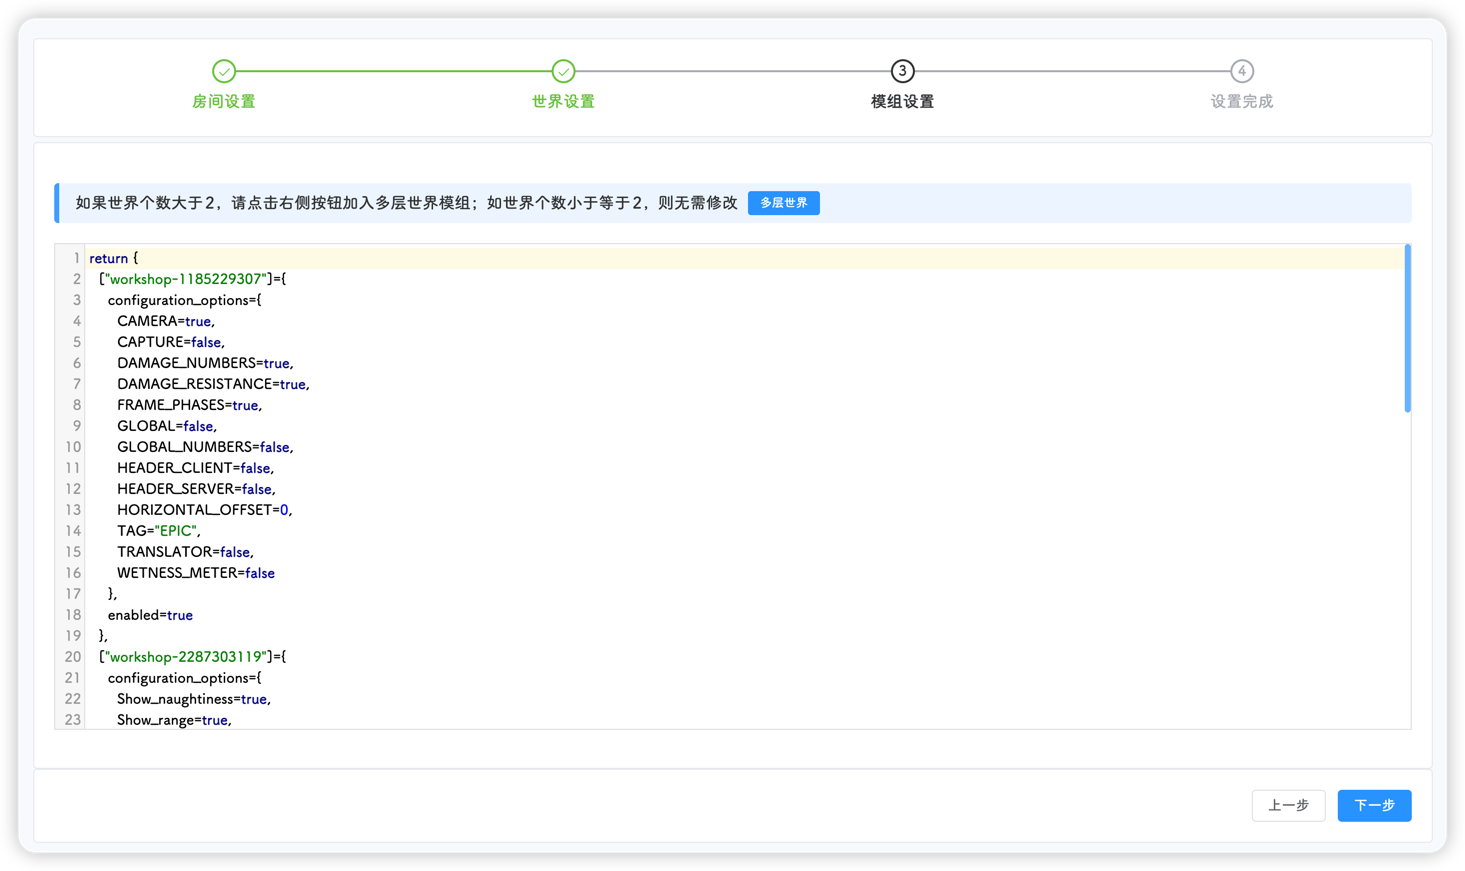 房间设置
世界设置
3
模组设置
4
设置完成
如果世界个数大于2，请点击右侧按钮加入多层世界模组；如世界个数小于等于2，则无需修改
多层世界
1 return {
2 ["workshop-1185229307"]={
3 configuration_options={
4 CAMERA=true,
5 CAPTURE=false,
6 DAMAGE_NUMBERS=true,
7 DAMAGE_RESISTANCE=true,
8 FRAME_PHASES=true,
9 GLOBAL=false,
10 GLOBAL_NUMBERS=false,
11 HEADER_CLIENT=false,
12 HEADER_SERVER=false,
13 HORIZONTAL_OFFSET=0,
14 TAG="EPIC",
15 TRANSLATOR=false,
16 WETNESS_METER=false
17 },
18 enabled=true
19 },
20 ["workshop-2287303119"]={
21 configuration_options={
22 Show_naughtiness=true,
23 Show_range=true,
上一步
下一步